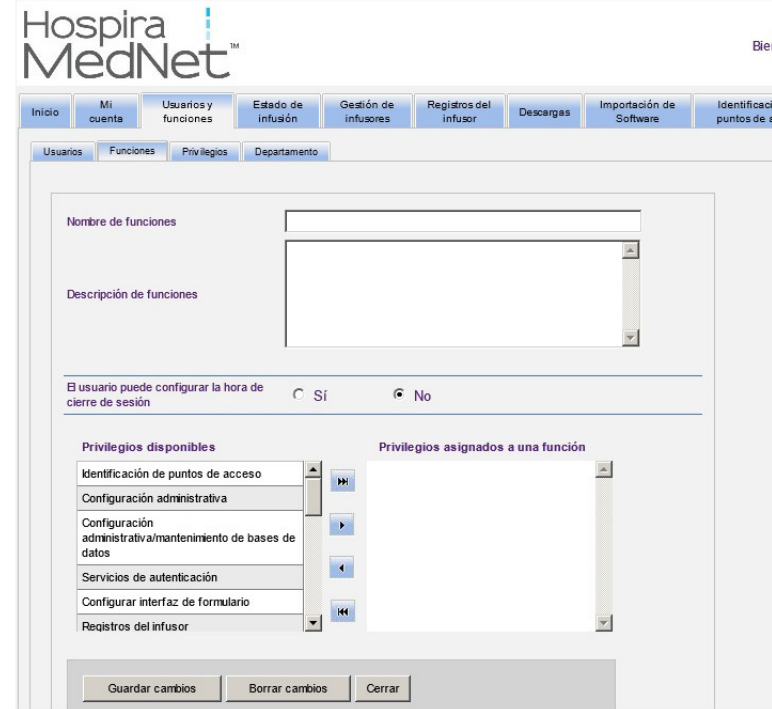 Hospira
MedNet™
Inicio
Mi
cuenta
Usuarios y
funciones
Estado de
infusión
Gestión de
infusores
Registros del
infusor
Descargas
Importación de
Software
puntos de
Usuarios
Funciones
Privilegios
Departamento
Nombre de funciones
Descripción de funciones
El usuario puede configurar la hora de
cierre de sesión
Sí
No
Privilegios disponibles
Privilegios asignados a una función
Identificación de puntos de acceso
Configuración administrativa
Configuración
administrativa/mantenimiento de bases de
datos
Servicios de autenticación
Configurar interfaz de formulario
Registros del infusor
Guardar cambios
Borrar cambios
Cerrar